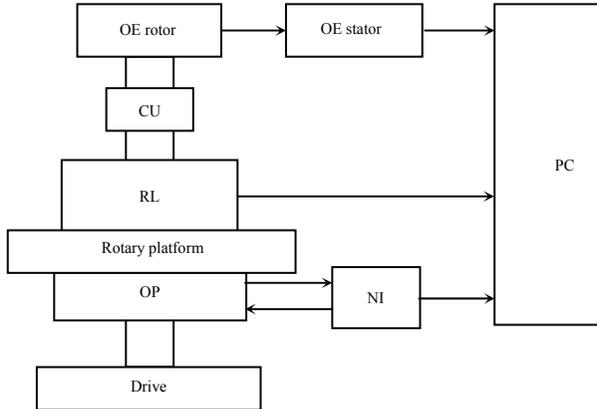 OE rotor
OE stator
CU
PC
RL
Rotary platform
OP
NI
Drive